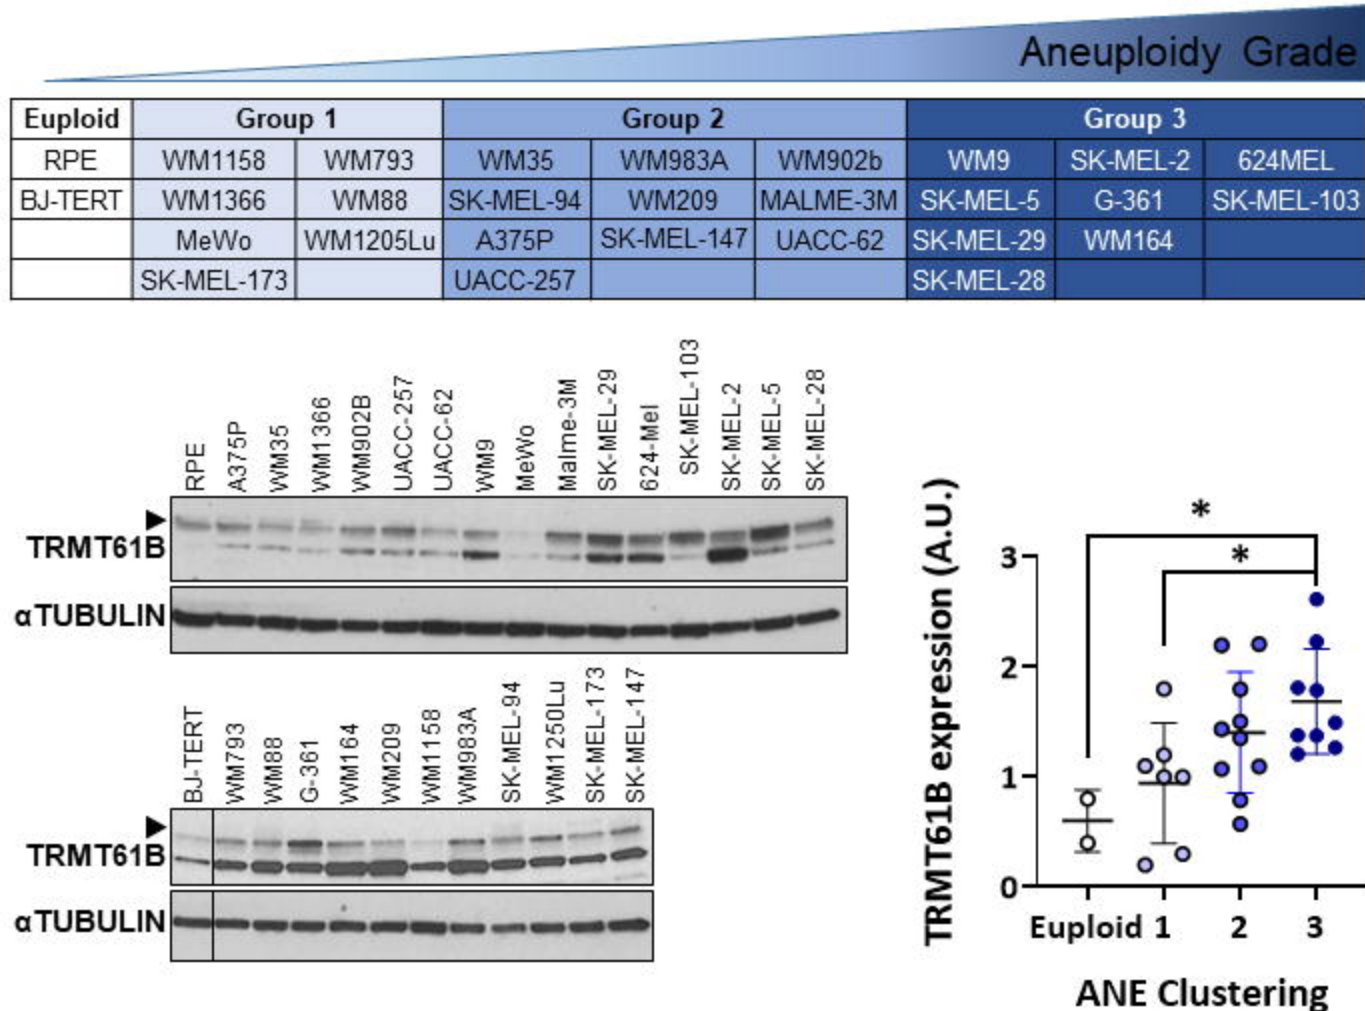 Aneuploidy Grade
Euploid Group 1 Group 2 Group 3
RPE WM1158 WM793 WM35 WM983A WM902b WM9 SK-MEL-2 624MEL
BJ-TERT WM1366 WM88 SK-MEL-94 WM209 MALME-3M SK-MEL-5 G-361 SK-MEL-103
MeWo WM1205Lu A375P SK-MEL-147 UACC-62 SK-MEL-29 WM164
SK-MEL-173 UACC-257 SK-MEL-28
RPE
A375P
WM35
WM1366
WM902B
UACC-257
UACC-62
WM9
MeWo
Malme-3M
SK-MEL-29
624-Mel
SK-MEL-103
SK-MEL-2
SK-MEL-5
SK-MEL-28
TRMT61B
αTUBULIN
BJ-TERT
WM793
WM88
G-361
WM164
WM209
WM1158
WM983A
SK-MEL-94
WM1250Lu
SK-MEL-173
SK-MEL-147
TRMT61B
αTUBULIN
TRMT61B expression (A.U.)
*
*
3
2
1
0
Euploid 1 2 3
ANE Clustering